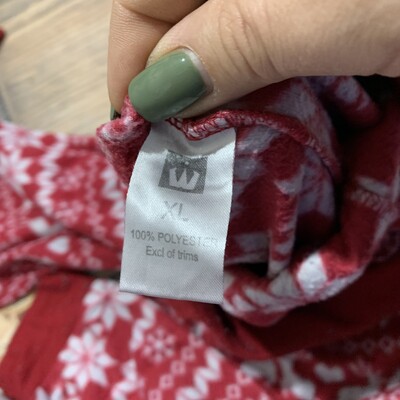 W
XL
100% POLYESTER
Excl of trims